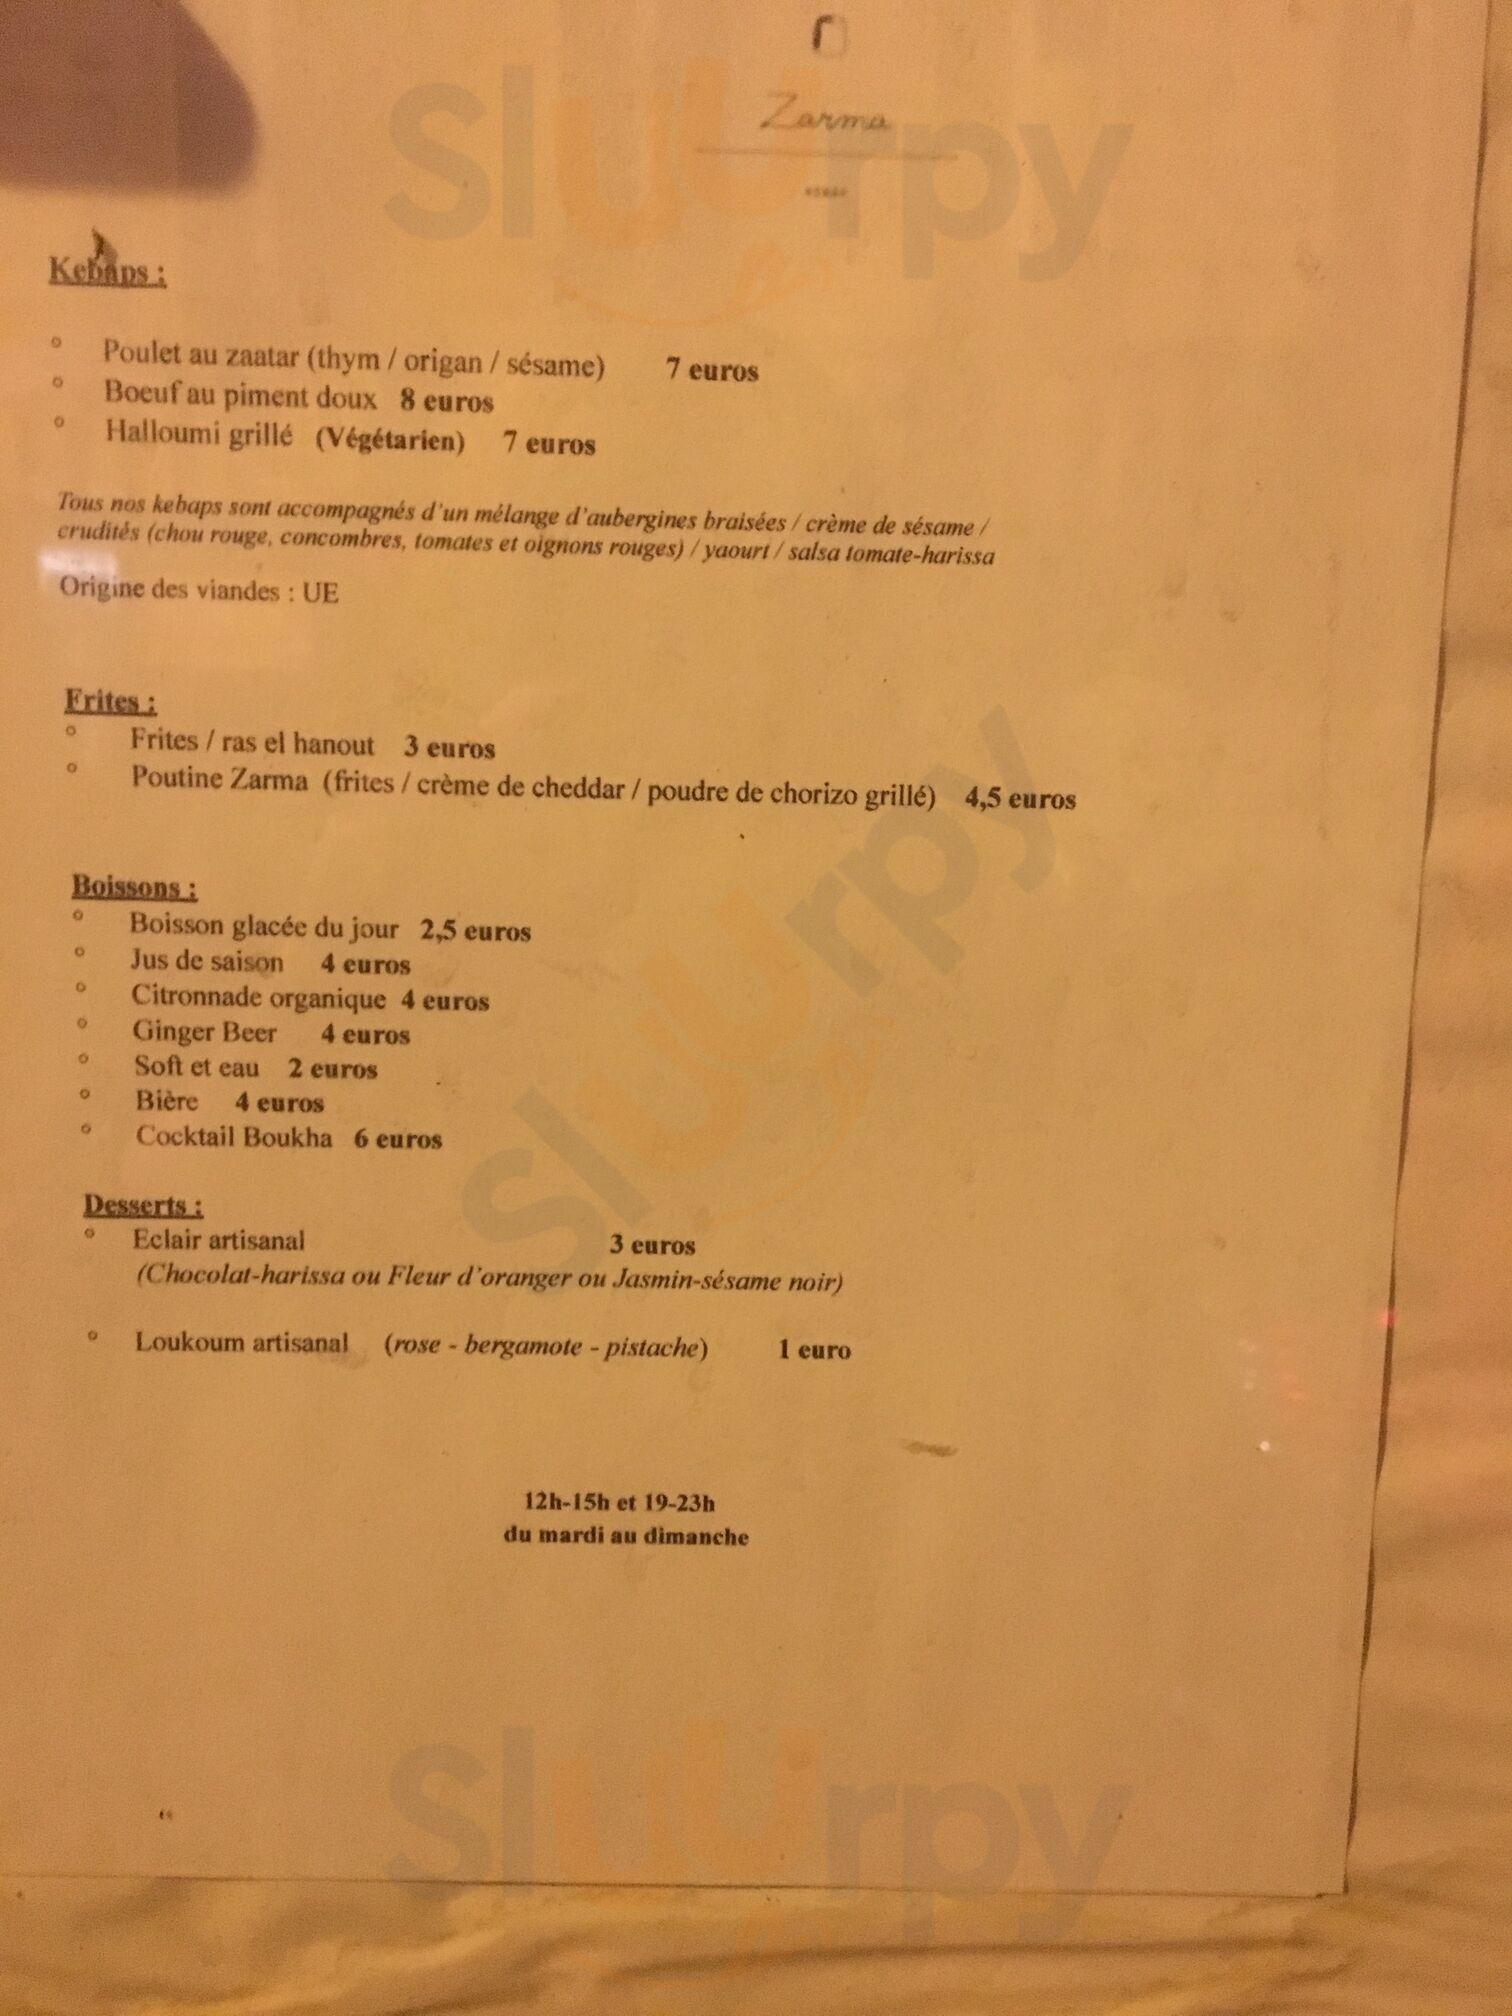 Zarma
Kebaps :
° Poulet au zaatar (thym / origan / sésame) 7 euros
° Boeuf au piment doux 8 euros
° Halloumi grillé (Végétarien) 7 euros
Tous nos kebaps sont accompagnés d'un mélange d'aubergines braisées / crème de sésame /
crudités (chou rouge, concombres, tomates et oignons rouges) / yaourt / salsa tomate-harissa
Origine des viandes : UE
Frites :
° Frites / ras el hanout 3 euros
° Poutine Zarma (frites / crème de cheddar / poudre de chorizo grillé) 4,5 euros
Boissons :
° Boisson glacée du jour 2,5 euros
° Jus de saison 4 euros
° Citronnade organique 4 euros
° Ginger Beer 4 euros
° Soft et eau 2 euros
° Bière 4 euros
° Cocktail Boukha 6 euros
Desserts :
° Eclair artisanal 3 euros
(Chocolat-harissa ou Fleur d'oranger ou Jasmin-sésame noir)
° Loukoum artisanal (rose - bergamote - pistache) 1 euro
12h-15h et 19-23h
du mardi au dimanche
Sluurpy
Sluurpy
Sluurpy